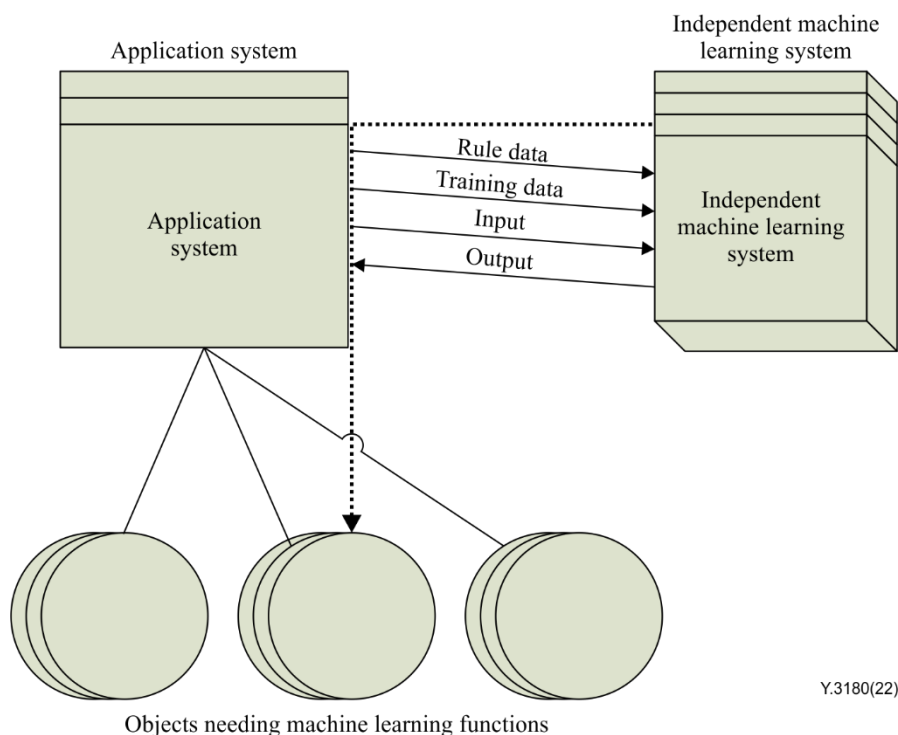 Application system
Independent machine
learning system
Rule data
Training data
Input
Output
Application
system
Independent
machine learning
system
Y.3180(22)
Objects needing machine learning functions